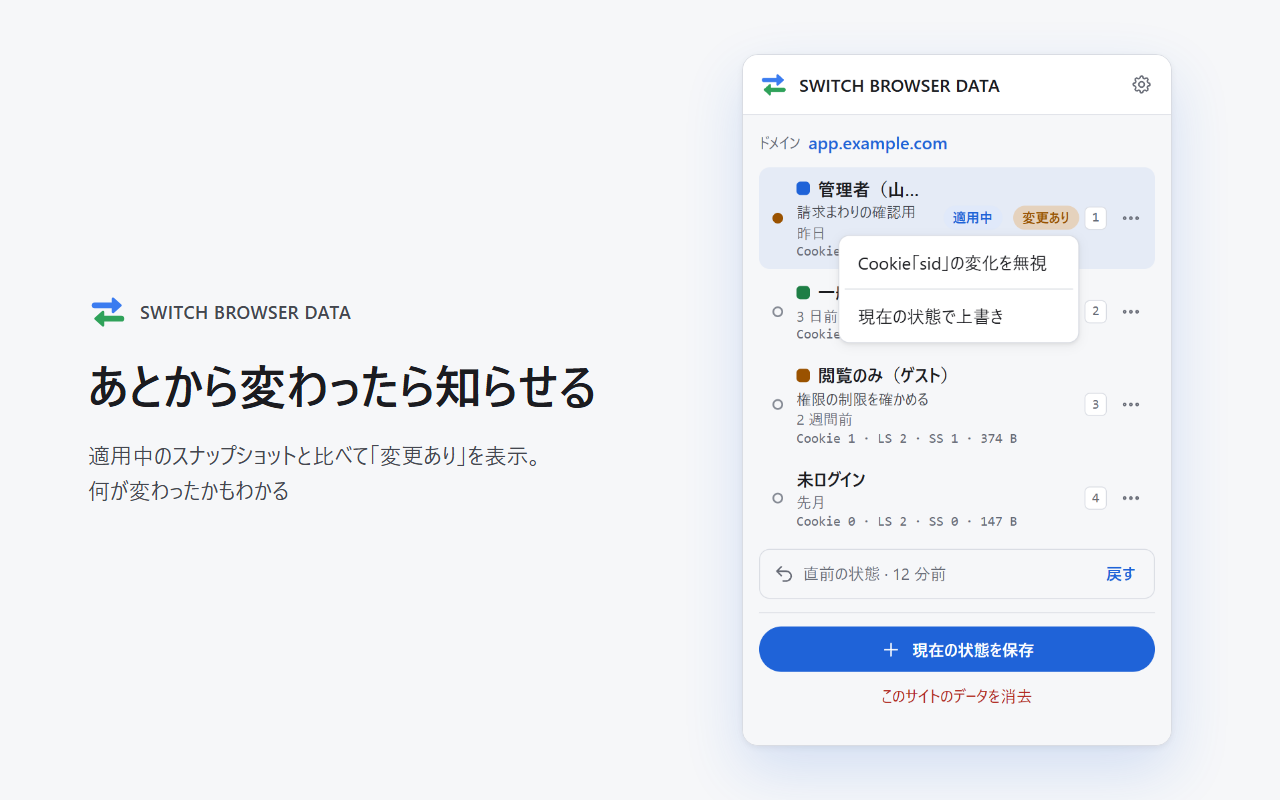 SWITCH BROWSER DATA
あとから変わったら知らせる
適用中のスナップショットと比べて「変更あり」を表示。
何が変わったかもわかる
SWITCH BROWSER DATA
ドメイン app.example.com
管理者（山...
請求まわりの確認用
昨日
Cookie
適用中 変更あり 1
Cookie「sid」の変化を無視
現在の状態で上書き
3 日前
Cookie
2
閲覧のみ（ゲスト）
権限の制限を確かめる
2 週間前
Cookie 1 · LS 2 · SS 1 · 374 B
3
未ログイン
先月
Cookie 0 · LS 2 · SS 0 · 147 B
4
直前の状態 · 12 分前 戻す
現在の状態を保存
このサイトのデータを消去